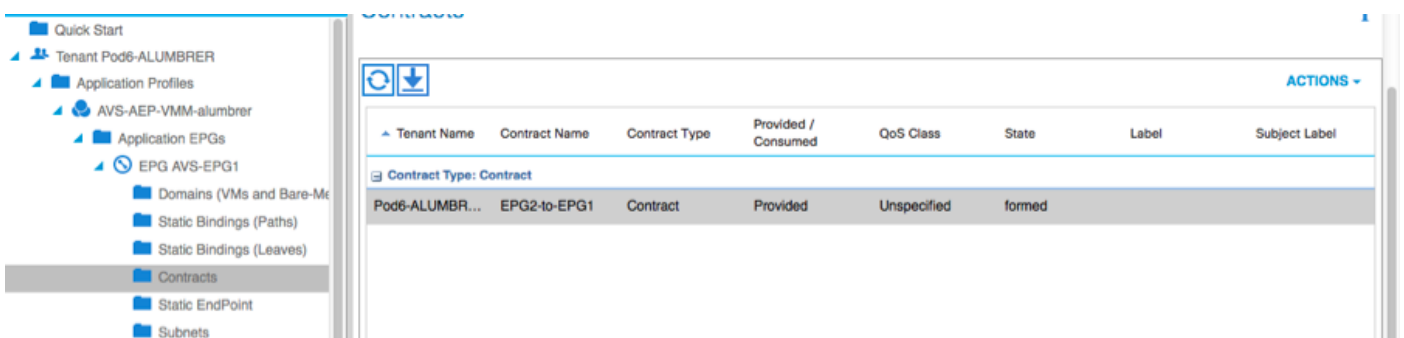 Quick Start
Tenant Pod6-ALUMBRER
Application Profiles
AVS-AEP-VMM-alumbrer
Application EPGs
EPG AVS-EPG1
Domains (VMs and Bare-Me
Static Bindings (Paths)
Static Bindings (Leaves)
Contracts
Static EndPoint
Subnets
Contracts
ACTIONS
Tenant Name Contract Name Contract Type Provided / Consumed QoS Class State Label Subject Label
Contract Type: Contract
Pod6-ALUMBR... EPG2-to-EPG1 Contract Provided Unspecified formed